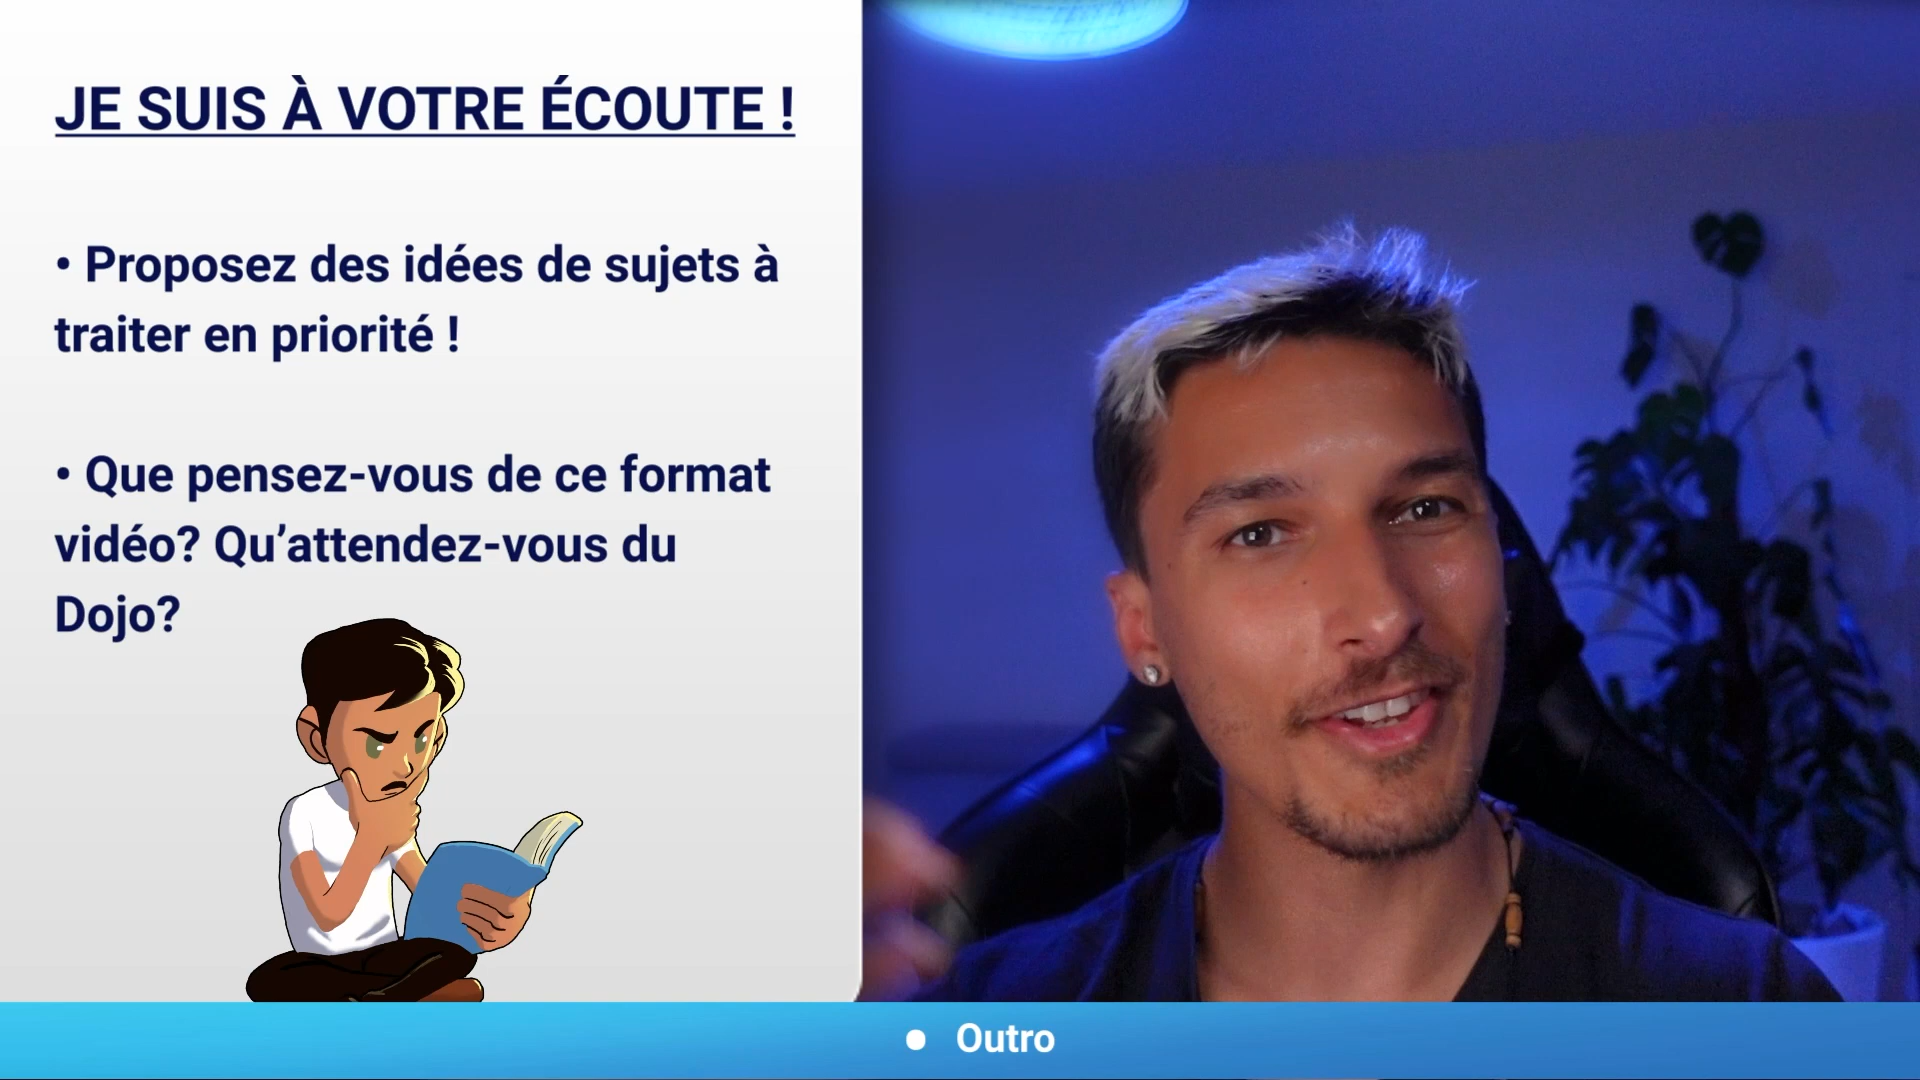 JE SUIS À VOTRE ÉCOUTE !
• Proposez des idées de sujets à
traiter en priorité !
• Que pensez-vous de ce format
vidéo? Qu’attendez-vous du
Dojo?
• Outro